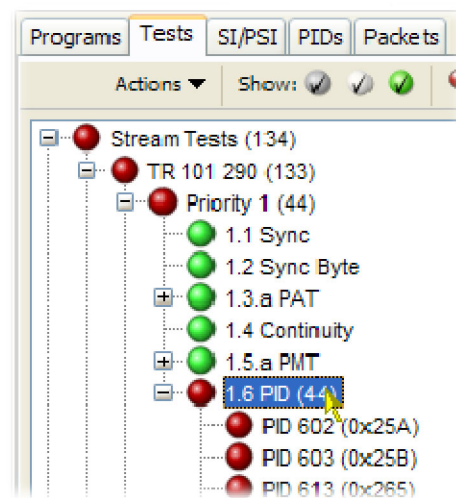 Programs Tests SI/PSI PIDs Packets
Actions Show:
Stream Tests (134)
TR 101 290 (133)
Priority 1 (44)
1.1 Sync
1.2 Sync Byte
1.3.a PAT
1.4 Continuity
1.5.a PMT
1.6 PID (44)
PID 602 (0x25A)
PID 603 (0x25B)
PID 613 (0x265)